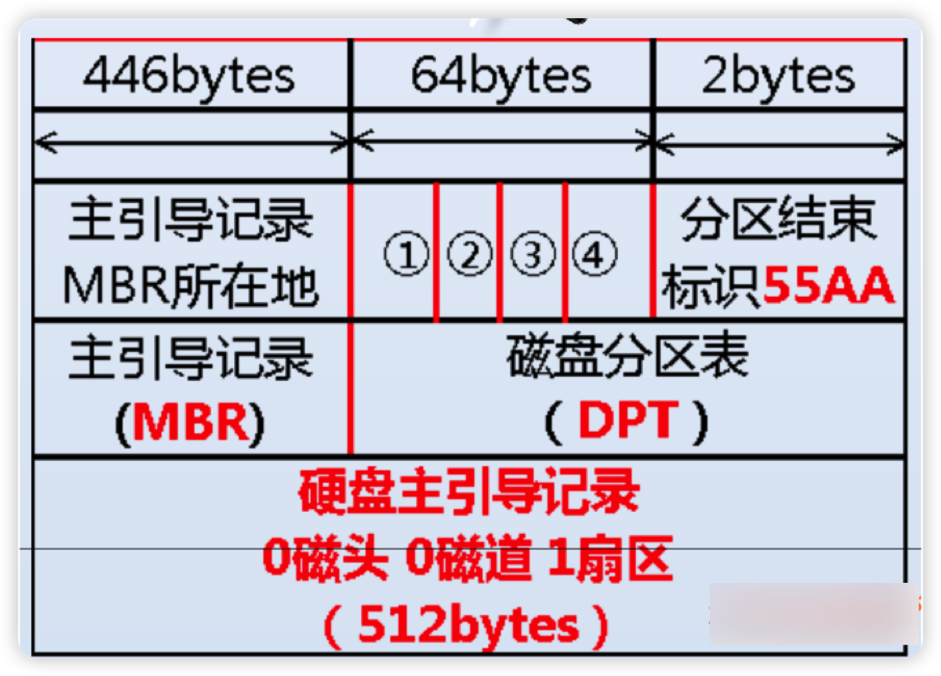 446bytes 64bytes 2bytes
主引导记录
MBR所在地
① ② ③ ④
分区结束
标识55AA
主引导记录
(MBR)
磁盘分区表
（DPT）
硬盘主引导记录
0磁头 0磁道 1扇区
（512bytes）